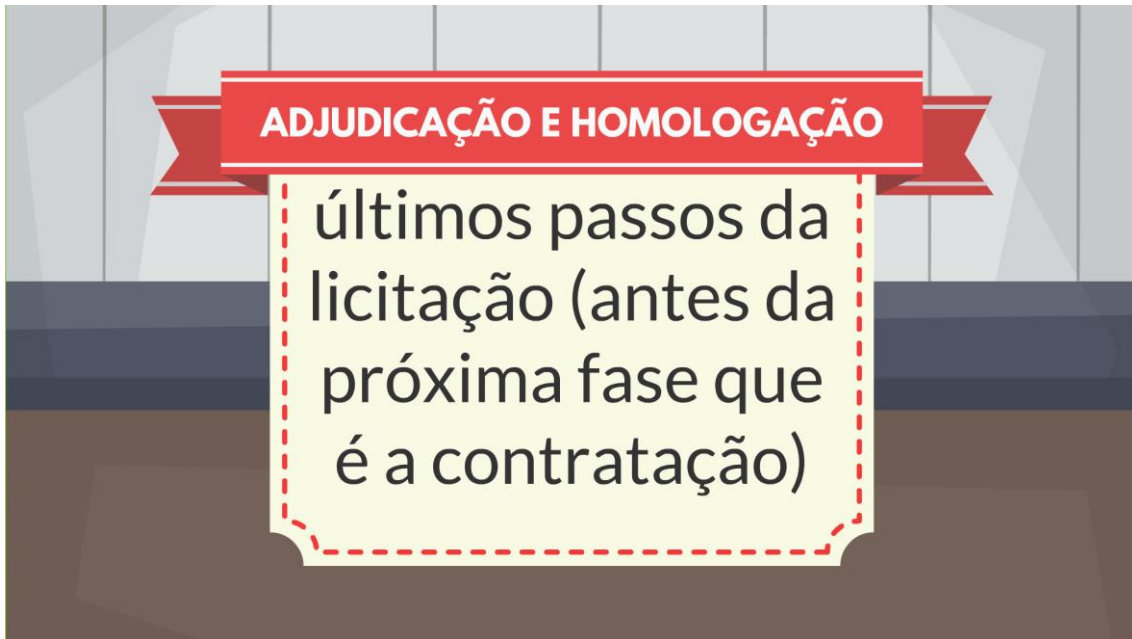 ADJUDICAÇÃO E HOMOLOGAÇÃO
últimos passos da
licitação (antes da
próxima fase que
é a contratação)